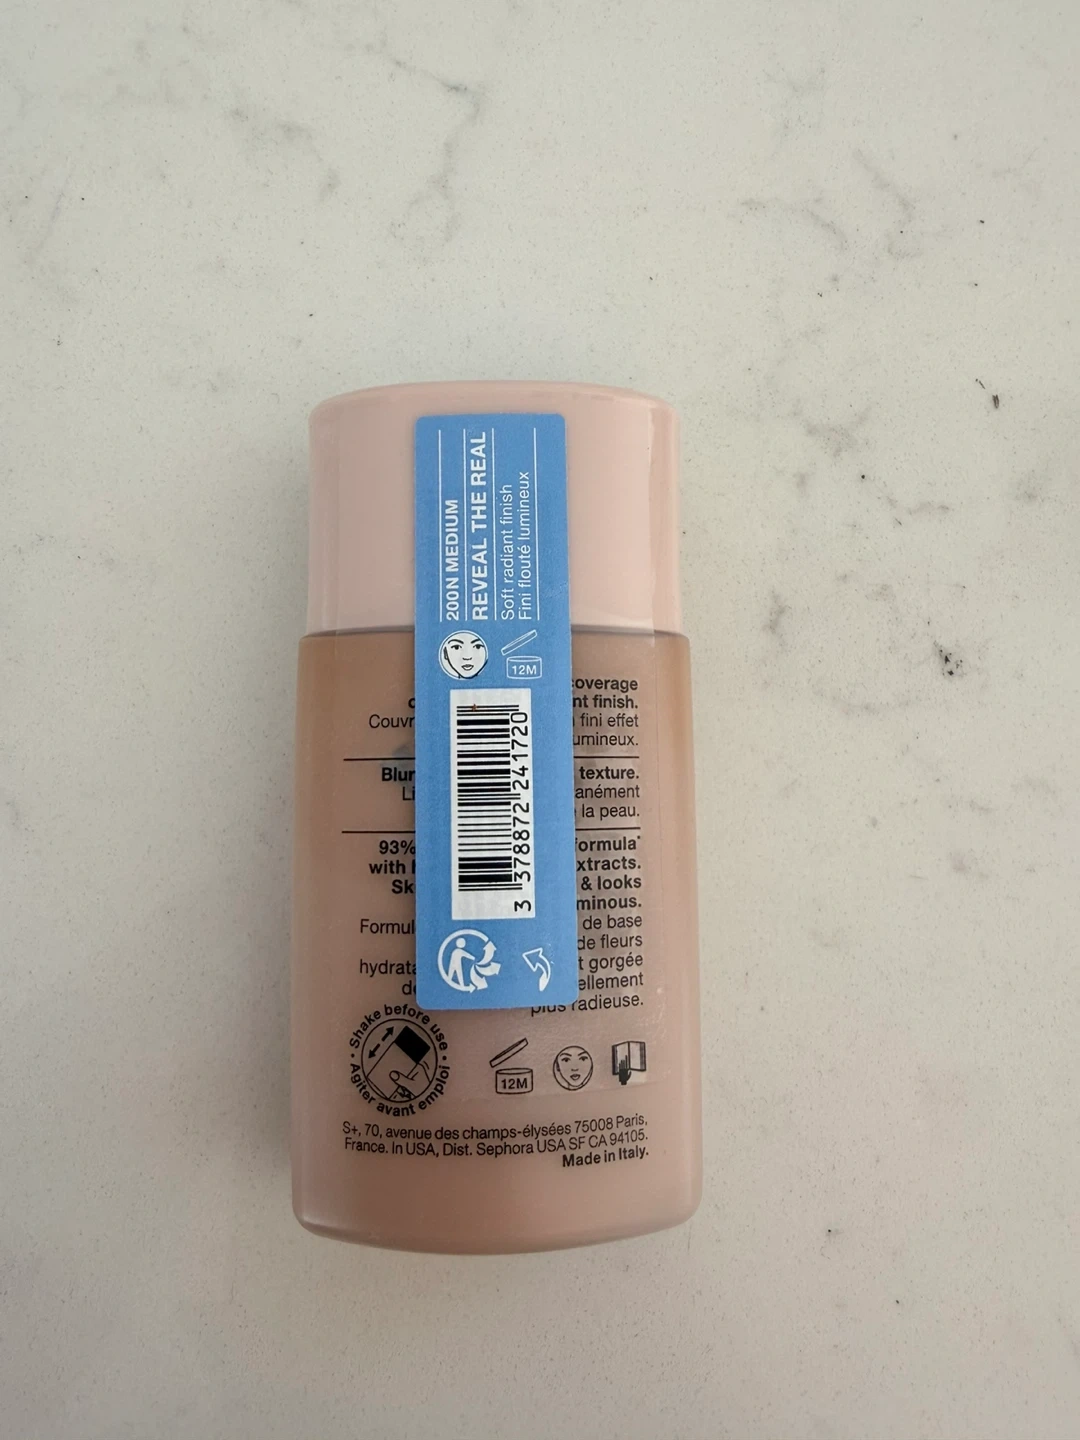 200N MEDIUM
REVEAL THE REAL
Soft radiant finish
Fini flouté lumineux
12M
3 378872 241720
coverage
nt finish.
Couvr
fini effet
umineux.
Blur
texture.
Li
anément
la peau.
93%
formula*
with
xtracts.
Sk
& looks
minous.
Formul
de base
de fleurs
hydrata
t gorgée
de
ellement
plus radieuse.
• Shake before use •
Agiter avant emploi
12M
S+, 70, avenue des champs-élysées 75008 Paris,
France. In USA, Dist. Sephora USA SF CA 94105.
Made in Italy.